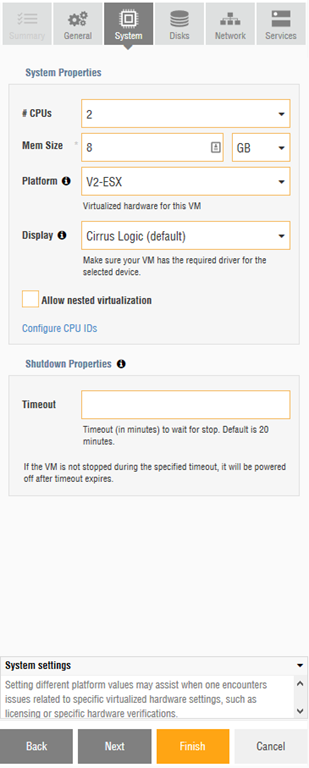 Summary
General
System
Disks
Network
Services
System Properties
# CPUs
2
Mem Size *
8
GB
Platform
V2-ESX
Virtualized hardware for this VM
Display
Cirrus Logic (default)
Make sure your VM has the required driver for the
selected device.
Allow nested virtualization
Configure CPU IDs
Shutdown Properties
Timeout
Timeout (in minutes) to wait for stop. Default is 20
minutes.
If the VM is not stopped during the specified timeout, it will be powered
off after timeout expires.
System settings
Setting different platform values may assist when one encounters
issues related to specific virtualized hardware settings, such as
licensing or specific hardware verifications.
Back
Next
Finish
Cancel